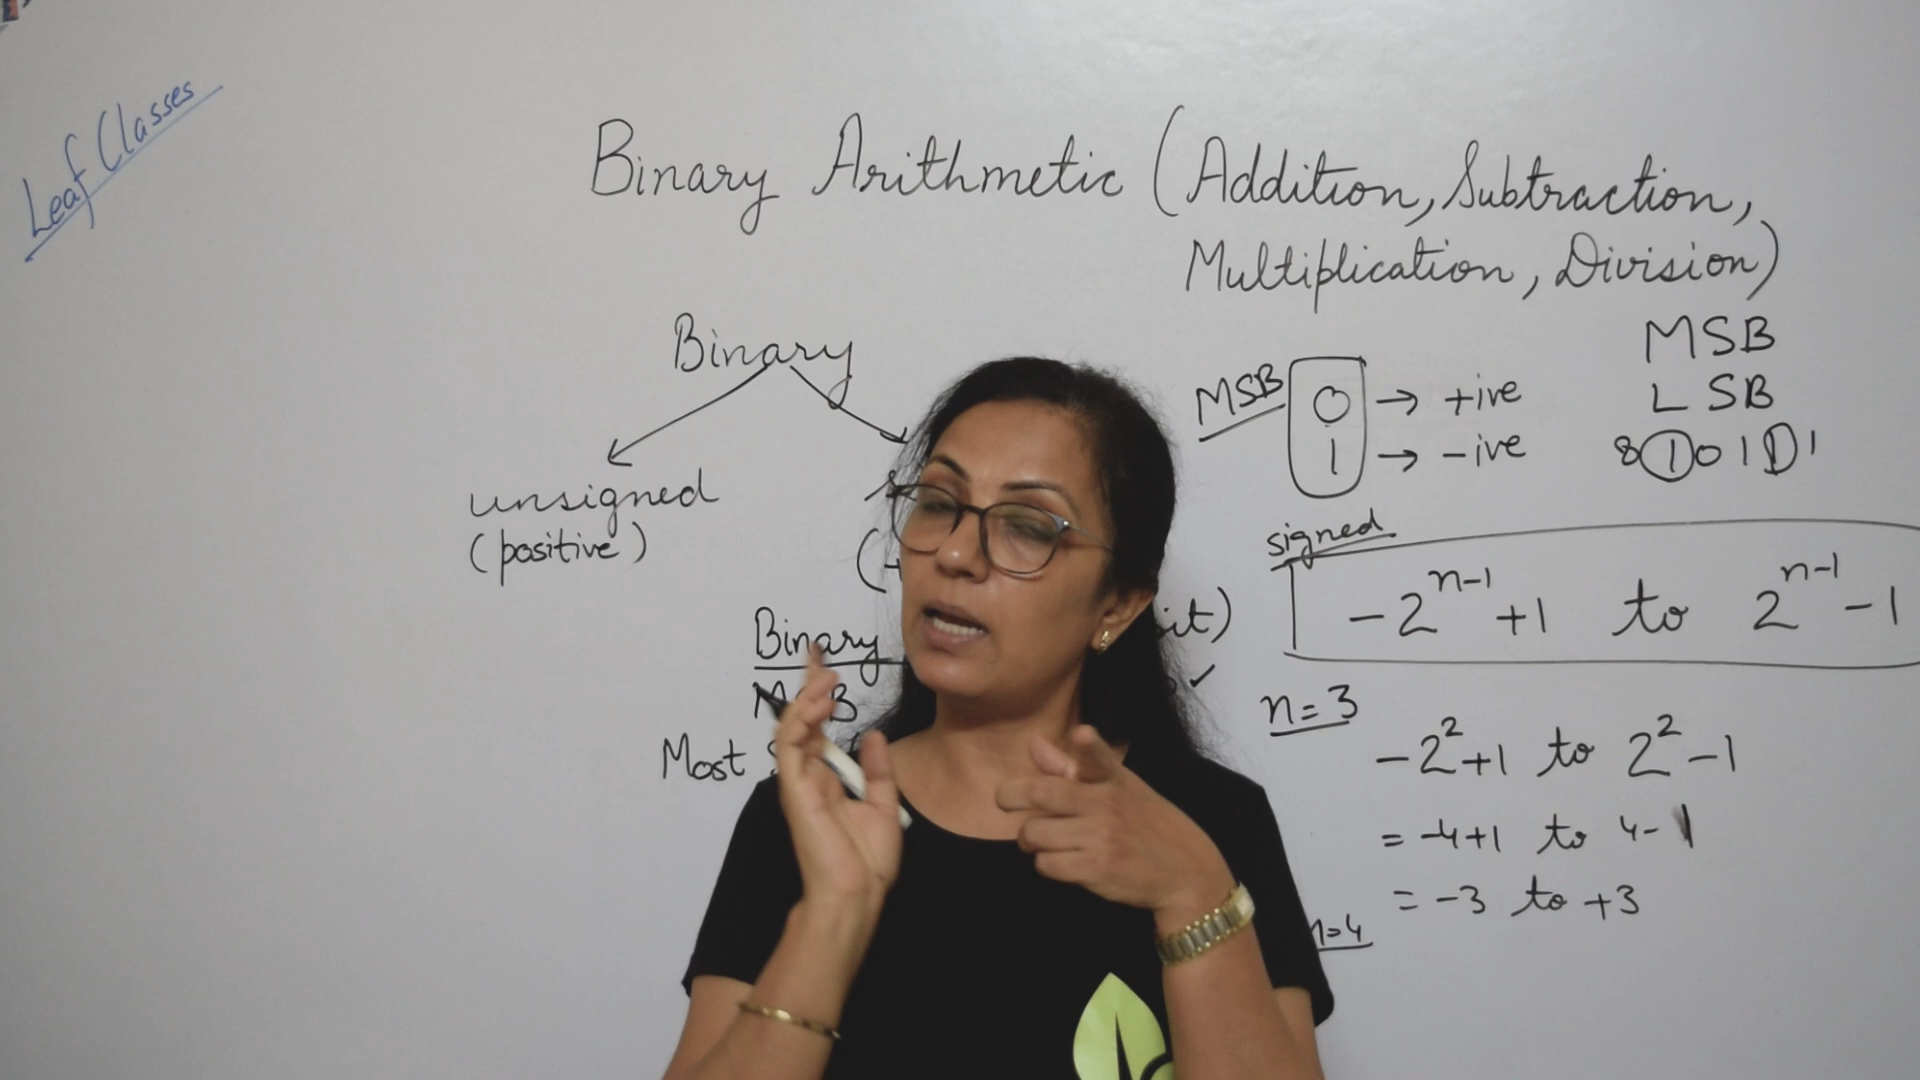 Leaf Classes
Binary Arithmetic (Addition, Subtraction,
Multiplication, Division)
Binary
unsigned
(positive)
Binary
MSB
Most
MSB
0 → +ive
1 → -ive
MSB
LSB
signed
-2^{n-1}+1 to 2^{n-1}-1
n=3
-2^2+1 to 2^2-1
= -4+1 to 4-1
= -3 to +3
n=4